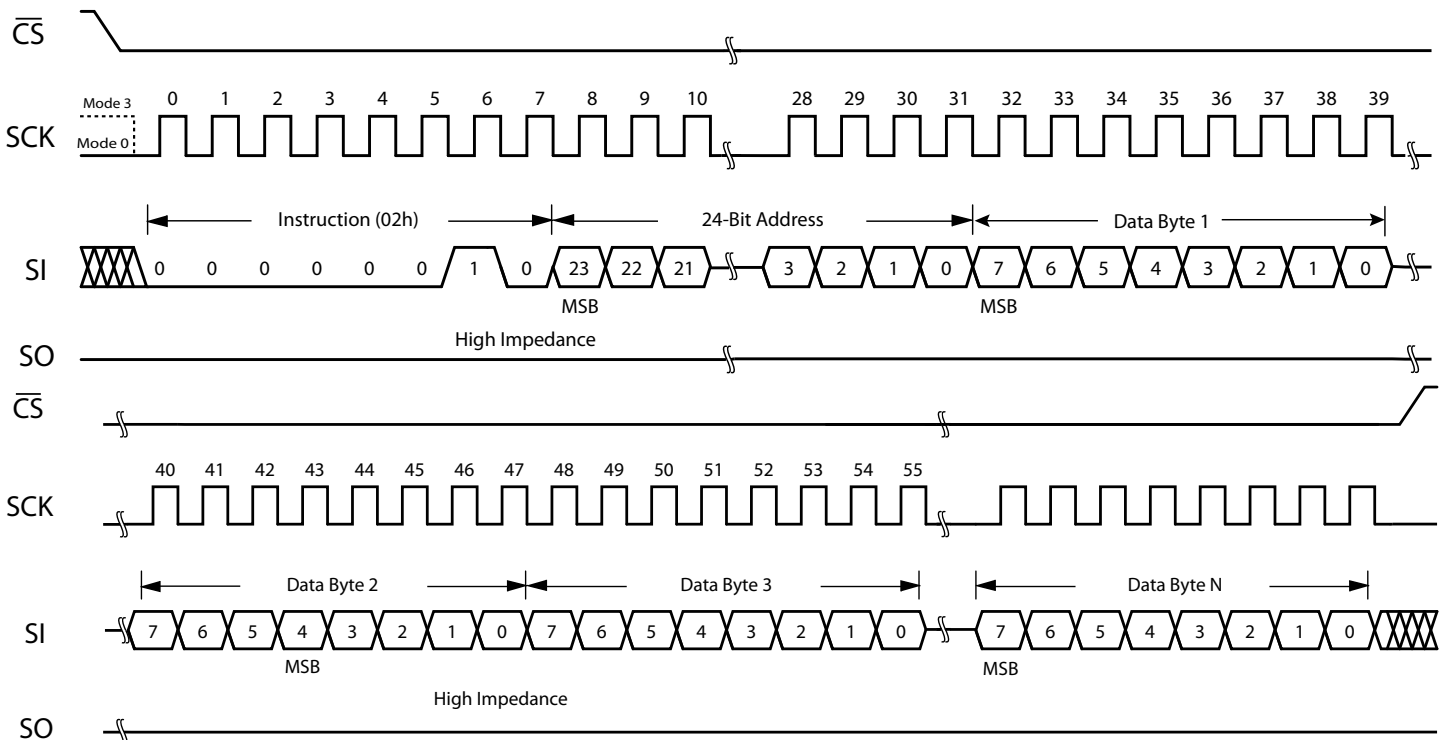 CS
Mode 3
0 1 2 3 4 5 6 7 8 9 10 28 29 30 31 32 33 34 35 36 37 38 39
SCK
Mode 0
Instruction (02h) 24-Bit Address Data Byte 1
SI 0 0 0 0 0 0 1 0 23 22 21 3 2 1 0 7 6 5 4 3 2 1 0
MSB MSB
High Impedance
SO
CS
40 41 42 43 44 45 46 47 48 49 50 51 52 53 54 55
SCK
Data Byte 2 Data Byte 3 Data Byte N
SI 7 6 5 4 3 2 1 0 7 6 5 4 3 2 1 0 7 6 5 4 3 2 1 0
MSB MSB
High Impedance
SO